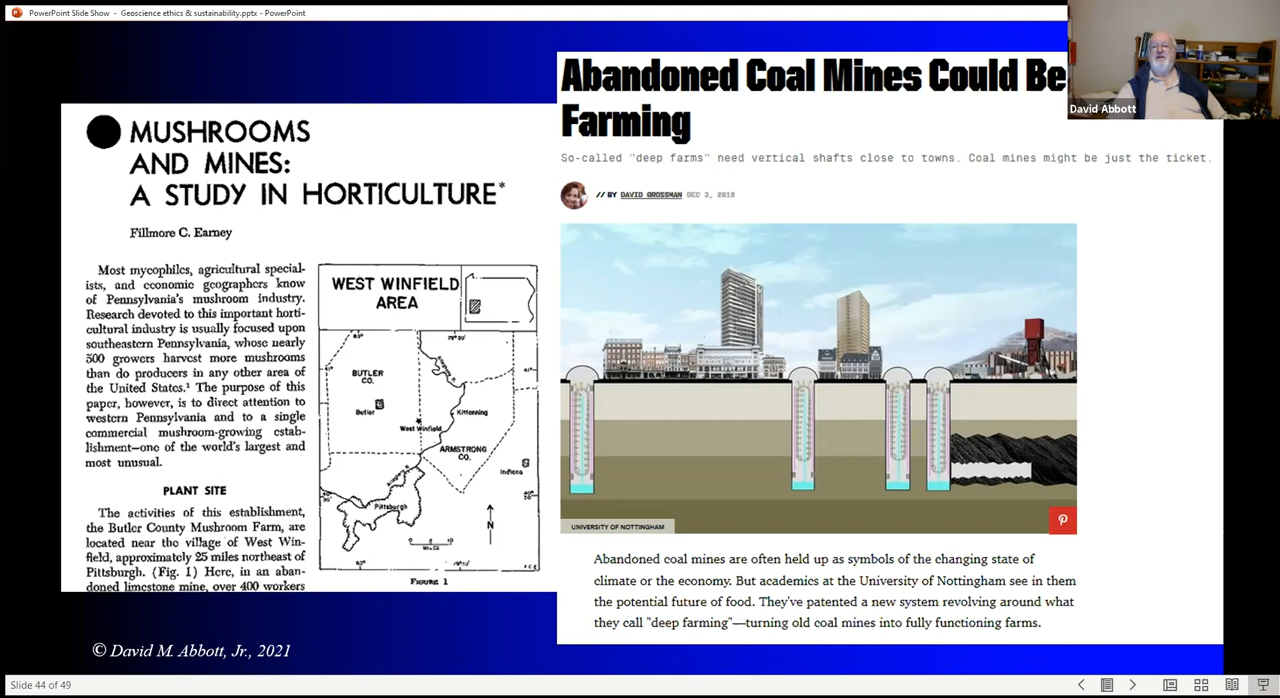 PowerPoint Slide Show - Geoscience ethics & sustainability.pptx - PowerPoint
David Abbott
MUSHROOMS
AND MINES:
A STUDY IN HORTICULTURE*
Fillmore C. Earney
Most mycophiles, agricultural special-
ists, and economic geographers know
of Pennsylvania's mushroom industry.
Research devoted to this important horti-
cultural industry is usually focused upon
southeastern Pennsylvania, whose nearly
500 growers harvest more mushrooms
than do producers in any other area of
the United States.¹ The purpose of this
paper, however, is to direct attention to
western Pennsylvania and to a single
commercial mushroom-growing estab-
lishment—one of the world's largest and
most unusual.
PLANT SITE
The activities of this establishment,
the Butler County Mushroom Farm, are
located near the village of West Win-
field, approximately 25 miles northeast of
Pittsburgh. (Fig. 1) Here, in an aban-
doned limestone mine, over 400 workers
WEST WINFIELD
AREA
BUTLER
CO.
Butler
Kittanning
West Winfield
ARMSTRONG
CO.
Indiana
Pittsburgh
N
MILES
FIGURE 1
Abandoned Coal Mines Could Be
Farming
So-called "deep farms" need vertical shafts close to towns. Coal mines might be just the ticket.
// BY DAVID GROSSMAN DEC 3, 2018
UNIVERSITY OF NOTTINGHAM
Abandoned coal mines are often held up as symbols of the changing state of
climate or the economy. But academics at the University of Nottingham see in them
the potential future of food. They've patented a new system revolving around what
they call "deep farming"—turning old coal mines into fully functioning farms.
© David M. Abbott, Jr., 2021
Slide 44 of 49